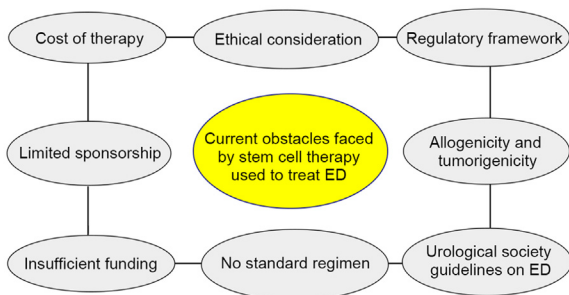 Cost of therapy
Ethical consideration
Regulatory framework
Limited sponsorship
Current obstacles faced
by stem cell therapy
used to treat ED
Allogenicity and
tumorigenicity
Insufficient funding
No standard regimen
Urological society
guidelines on ED